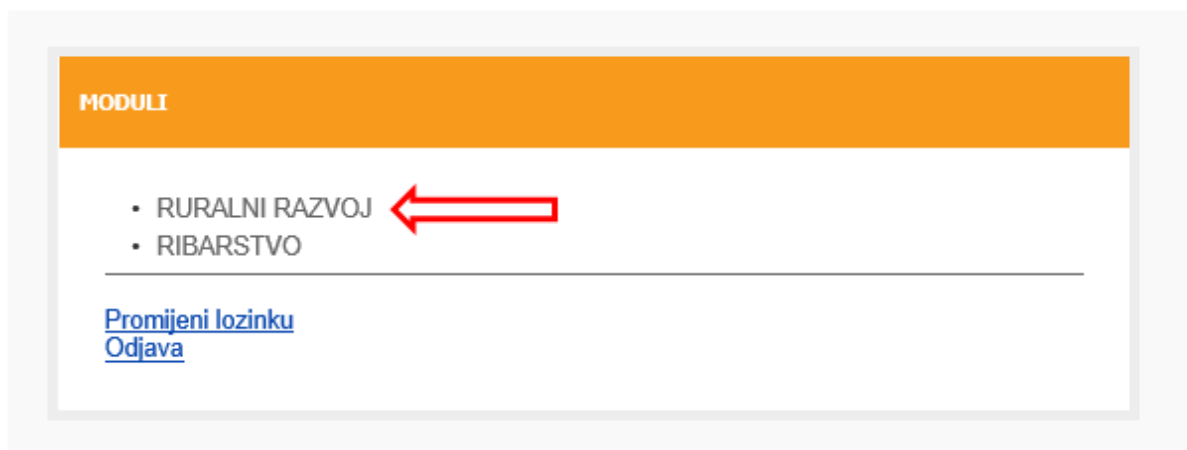 MODULI
• RURALNI RAZVOJ
• RIBARSTVO
Promijeni lozinku
Odjava